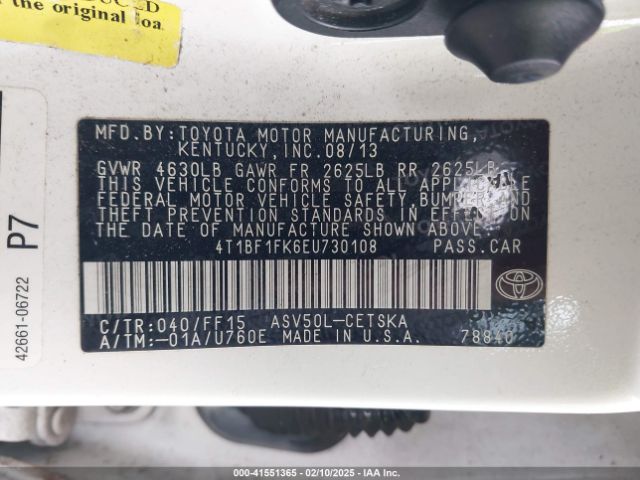 the original loa
P7
42661-06722
MFD.BY:TOYOTA MOTOR MANUFACTURING,
KENTUCKY,INC.08/13
GVWR 4630LB GAWR FR 2625LB RR 2625LB
THIS VEHICLE CONFORMS TO ALL APPLICABLE
FEDERAL MOTOR VEHICLE SAFETY, BUMPER, AND
THEFT PREVENTION STANDARDS IN EFFECT ON
THE DATE OF MANUFACTURE SHOWN ABOVE.
4T1BF1FK6EU730108 PASS.CAR
C/TR:040/FF15 ASV50L-CETSKA
A/TM:-01A/U760E MADE IN U.S.A. 78840
TOYOTA
000-41551365 - 02/10/2025 - IAA Inc.